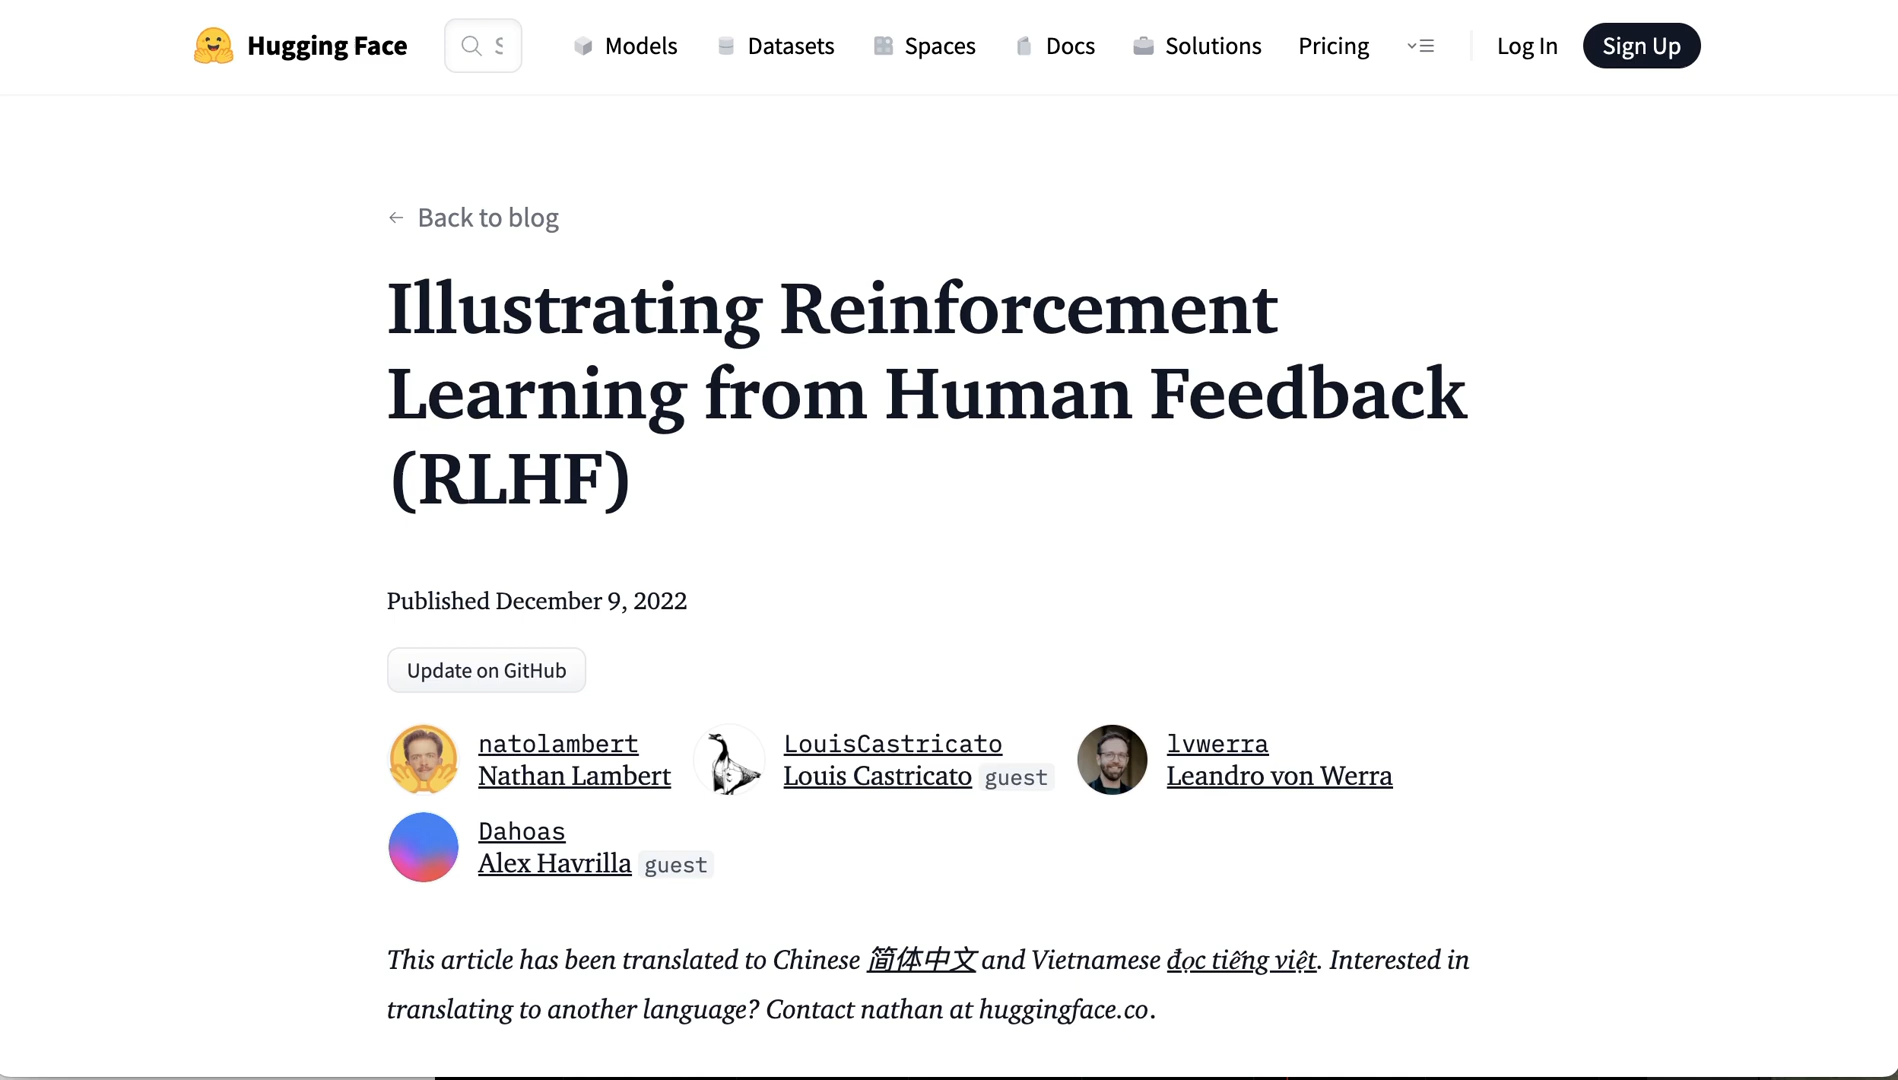 Hugging Face S Models Datasets Spaces Docs Solutions Pricing Log In Sign Up
← Back to blog
Illustrating Reinforcement
Learning from Human Feedback
(RLHF)
Published December 9, 2022
Update on GitHub
natolambert LouisCastricato lvwerra
Nathan Lambert Louis Castricato guest Leandro von Werra
Dahoas
Alex Havrilla guest
This article has been translated to Chinese 简体中文 and Vietnamese đọc tiếng việt. Interested in
translating to another language? Contact nathan at huggingface.co.